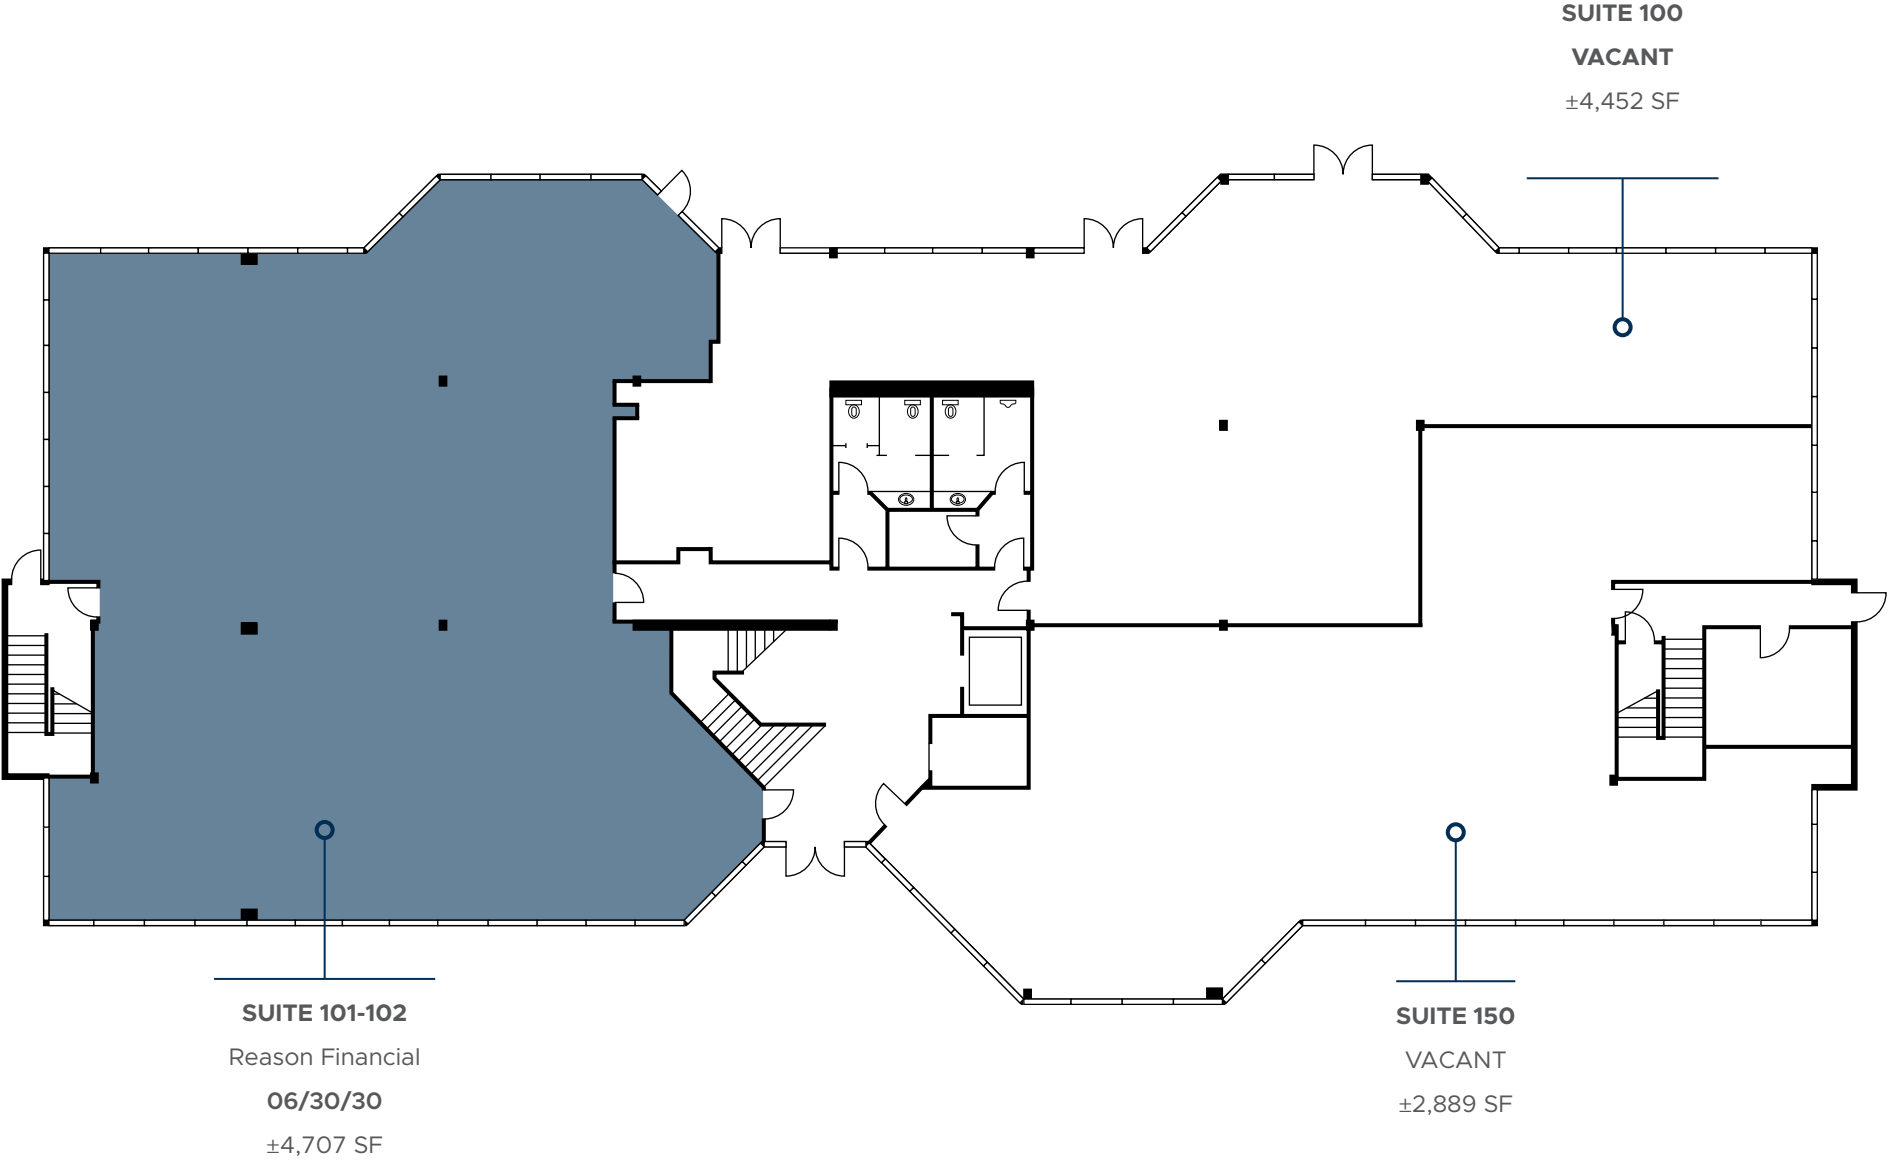 SUITE 100
VACANT
±4,452 SF
SUITE 101-102
Reason Financial
06/30/30
±4,707 SF
SUITE 150
VACANT
±2,889 SF